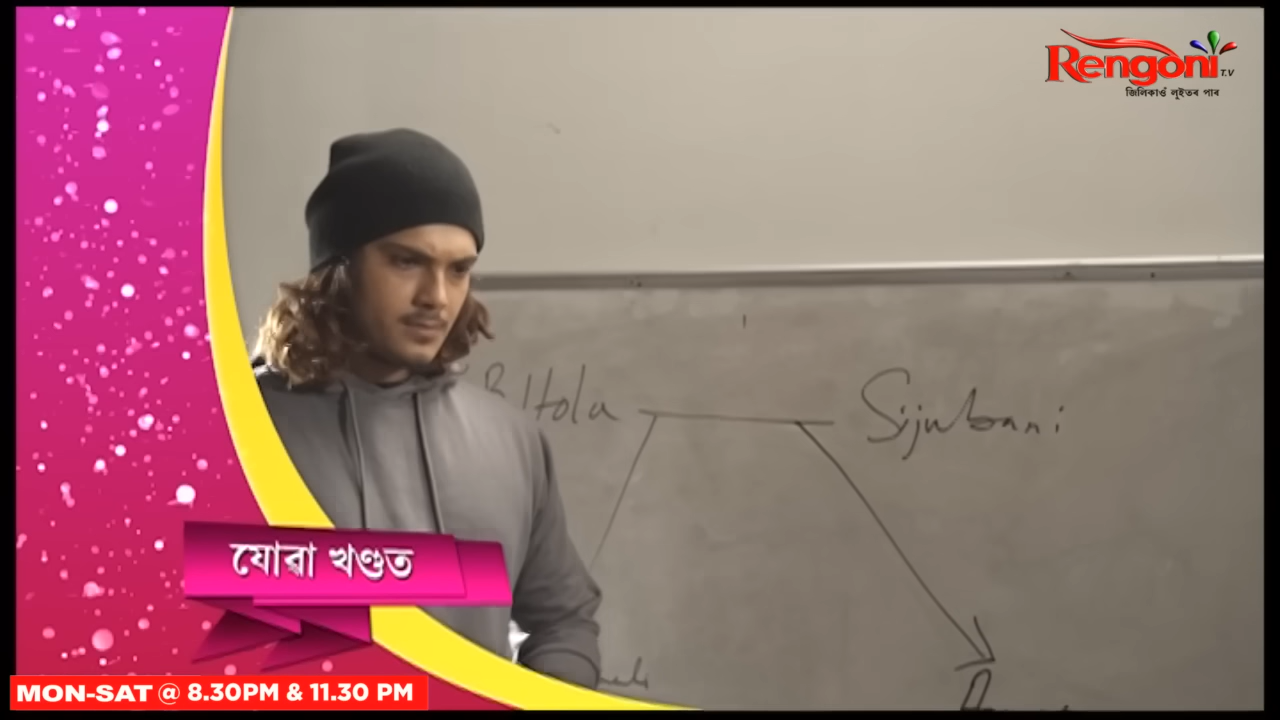 Rengoni T.V
জিলিকাওঁ লুইতৰ পাৰ
Sijubani
যোৱা খণ্ডত
MON-SAT @ 8.30PM & 11.30 PM